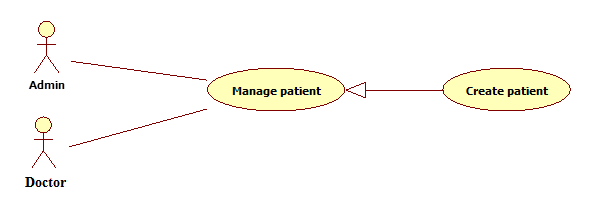 Admin
Manage patient
Create patient
Doctor